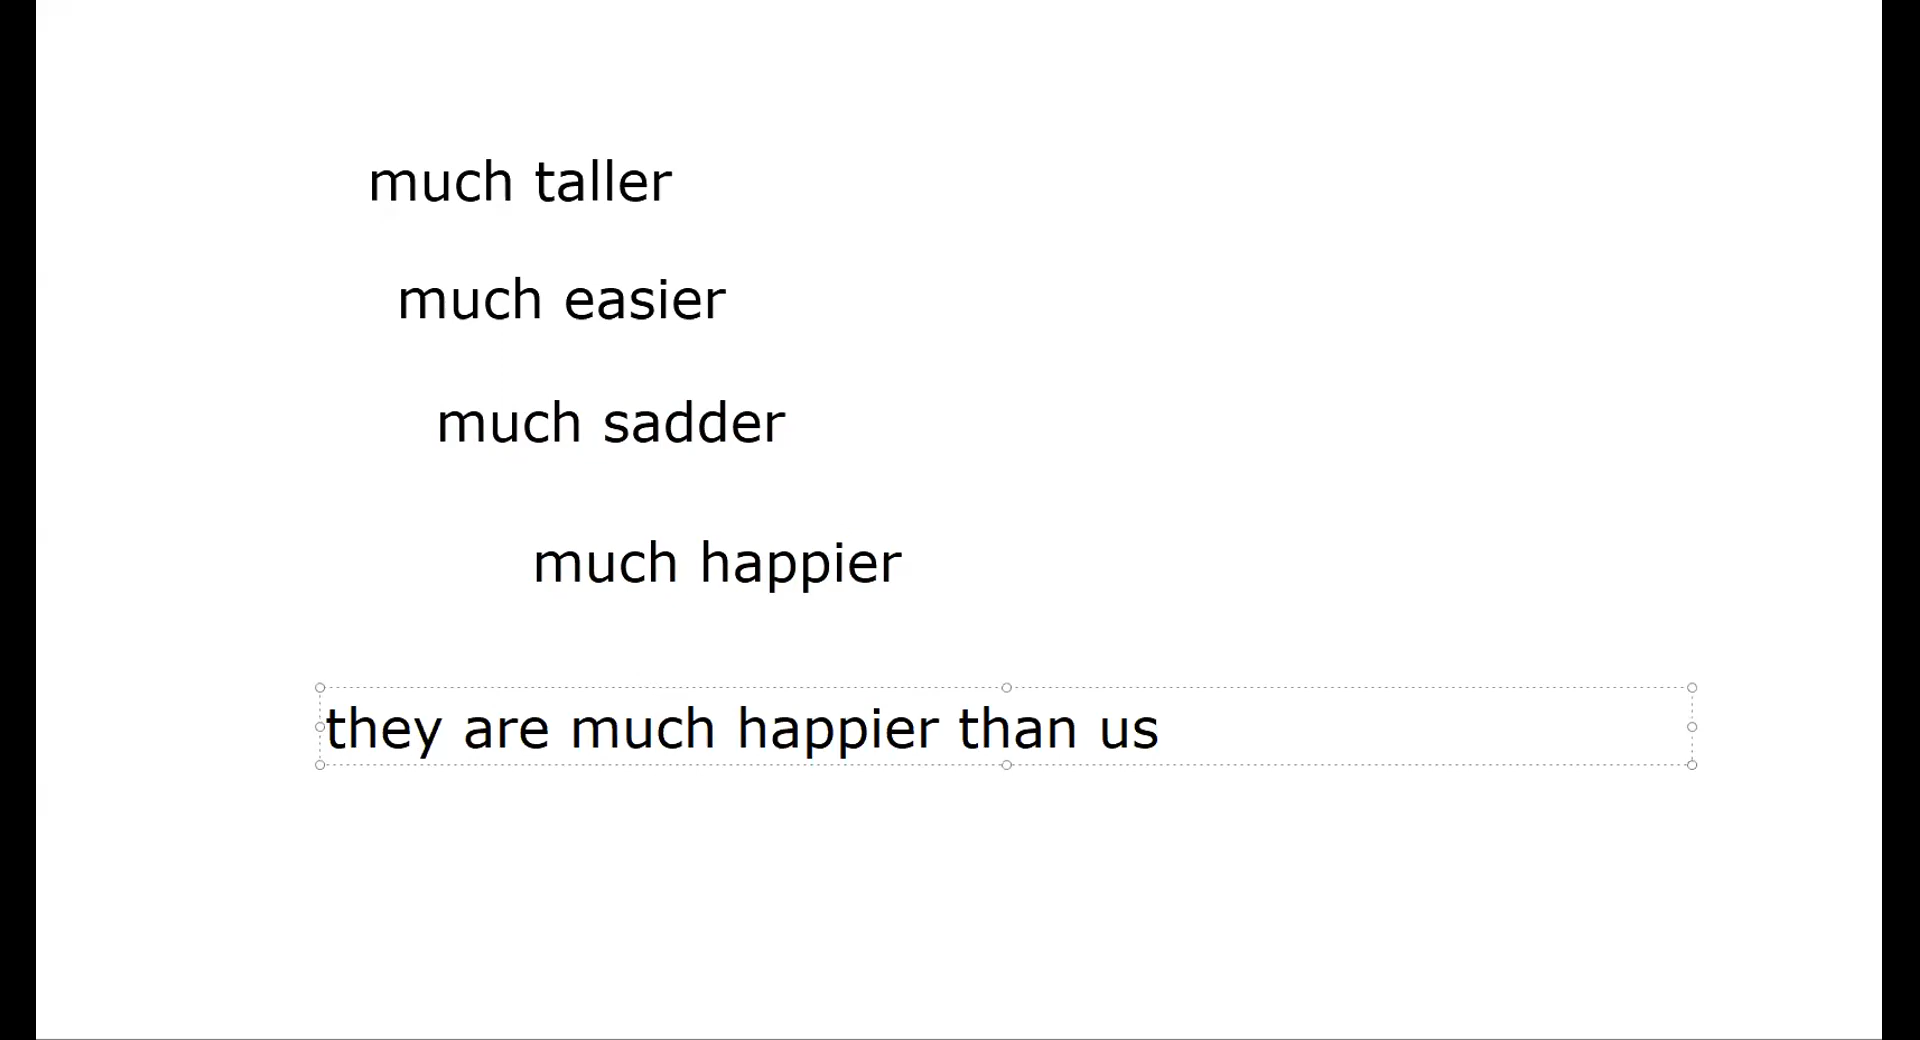 much taller
much easier
much sadder
much happier
they are much happier than us